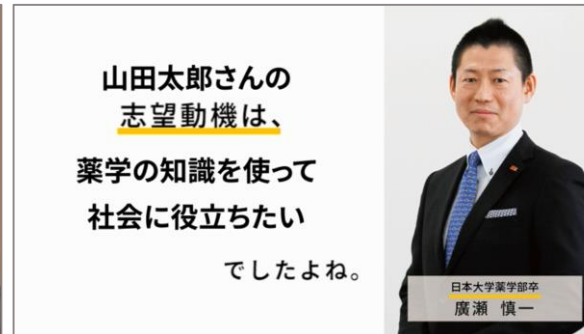 山田太郎さんの
志望動機は、
薬学の知識を使って
社会に役立ちたい
でしたよね。
日本大学薬学部卒
廣瀬 慎一